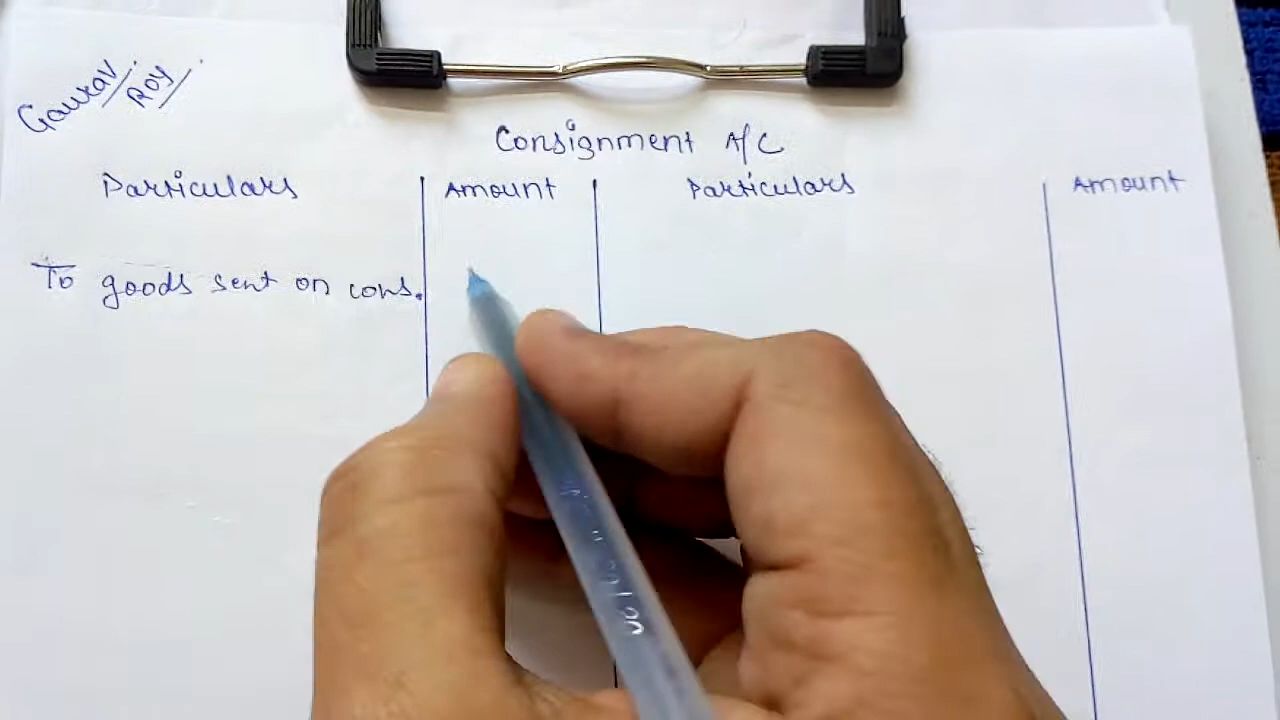 Gaurav
Roy
Consignment A/C
Particulars Amount Particulars Amount
To goods sent on cons.